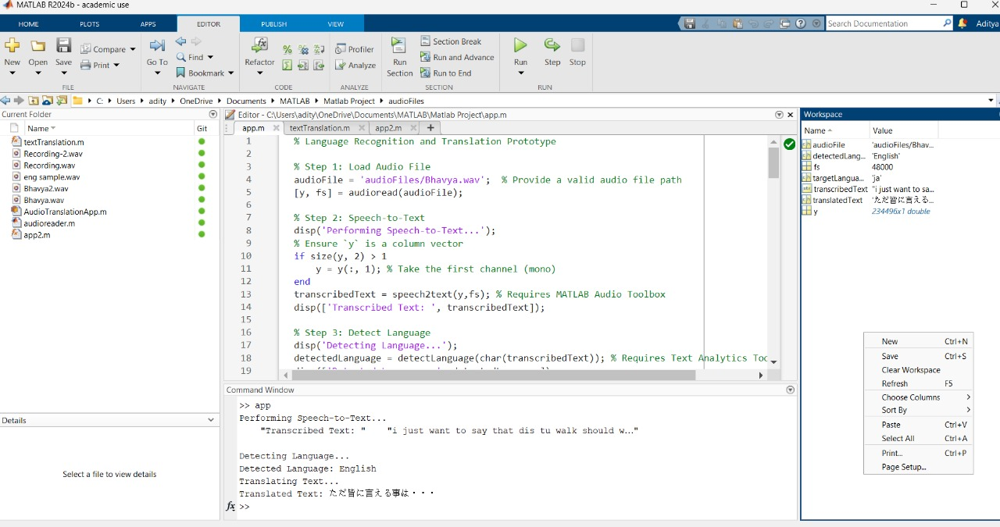 MATLAB R2024b - academic use
HOME PLOTS APPS EDITOR PUBLISH VIEW
Search Documentation
Aditya
New Open Save Compare Print
FILE
Go To Find Bookmark
NAVIGATE
Refactor
CODE
Profiler Analyze
ANALYZE
Run Section Section Break Run and Advance Run to End
SECTION
Run Step Stop
RUN
C: Users adity OneDrive Documents MATLAB Matlab Project audioFiles
Current Folder
Name Git
textTranslation.m
Recording-2.wav
Recording.wav
eng sample.wav
Bhavya2.wav
Bhavya.wav
AudioTranslationApp.m
audioreader.m
app2.m
Details
Select a file to view details
Editor - C:\Users\adity\OneDrive\Documents\MATLAB\Matlab Project\app.m
app.m textTranslation.m app2.m
1 % Language Recognition and Translation Prototype
2
3 % Step 1: Load Audio File
4 audioFile = 'audioFiles/Bhavya.wav'; % Provide a valid audio file path
5 [y, fs] = audioread(audioFile);
6
7 % Step 2: Speech-to-Text
8 disp('Performing Speech-to-Text...');
9 % Ensure `y` is a column vector
10 if size(y, 2) > 1
11 y = y(:, 1); % Take the first channel (mono)
12 end
13 transcribedText = speech2text(y,fs); % Requires MATLAB Audio Toolbox
14 disp(['Transcribed Text: ', transcribedText]);
15
16 % Step 3: Detect Language
17 disp('Detecting Language...');
18 detectedLanguage = detectLanguage(char(transcribedText)); % Requires Text Analytics Too
19
Command Window
>> app
Performing Speech-to-Text...
"Transcribed Text: " "i just want to say that dis tu walk should w…"
Detecting Language...
Detected Language: English
Translating Text...
Translated Text: ただ皆に言える事は・・・
fx >>
Workspace
Name Value
audioFile 'audioFiles/Bhav...
detectedLang... 'English'
fs 48000
targetLangua... 'ja'
transcribedText "i just want to sa...
translatedText 'ただ皆に言える...
y 234496x1 double
New Ctrl+N
Save Ctrl+S
Clear Workspace
Refresh F5
Choose Columns
Sort By
Paste Ctrl+V
Select All Ctrl+A
Print... Ctrl+P
Page Setup...